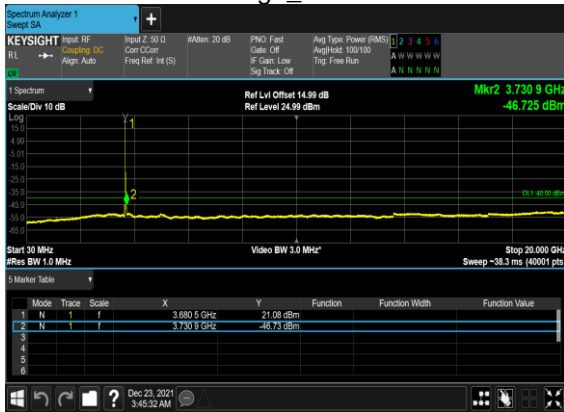 Spectrum Analyzer 1
Swept SA
+
KEYSIGHT Input: RF Input Z: 50 Ω #Atten: 20 dB PNO: Fast Avg Type: Power (RMS) 1 2 3 4 5 6
RL Coupling: DC Corr CCorr Gate: Off Avg|Hold: 100/100 A W W W W W
Align: Auto Freq Ref: Int (S) IF Gain: Low Trig: Free Run
Sig Track: Off A N N N N N
1 Spectrum Ref Lvl Offset 14.99 dB Mkr2 3.730 9 GHz
Scale/Div 10 dB Ref Level 24.99 dBm -46.725 dBm
Log
15.0
4.99
-5.01
-15.0
-25.0
-35.0
-45.0
-55.0
-65.0
1
2
Start 30 MHz Video BW 3.0 MHz* Stop 20.000 GHz
#Res BW 1.0 MHz Sweep ~38.3 ms (40001 pts)
5 Marker Table
Mode Trace Scale X Y Function Function Width Function Value
1 N 1 f 3.680 5 GHz 21.08 dBm
2 N 1 f 3.730 9 GHz -46.73 dBm
3
4
5
6
? Dec 23, 2021
3:45:32 AM